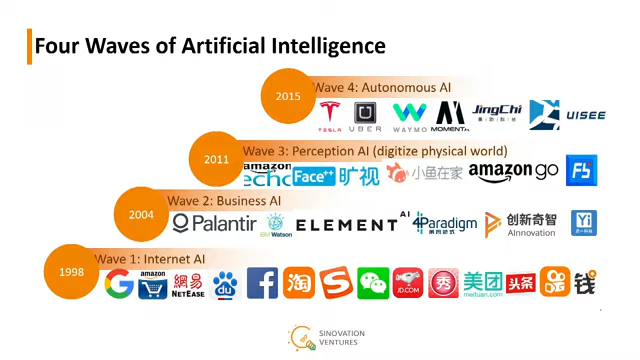 Four Waves of Artificial Intelligence
2015
Wave 4: Autonomous AI
TESLA
UBER
WAYMO
MOMENTA
JingChi
UISEE
2011
Wave 3: Perception AI (digitize physical world)
amazon
echo
Face++
旷视
小鱼在家
amazon go
2004
Wave 2: Business AI
Palantir
IBM Watson
ELEMENT AI
4Paradigm
第四范式
创新奇智
AInnovation
Yi
1998
Wave 1: Internet AI
G
amazon
網易
NETEASE
du
f
淘
S
JD.COM
秀
美团
meituan.com
头条
钱
SINOVATION
VENTURES